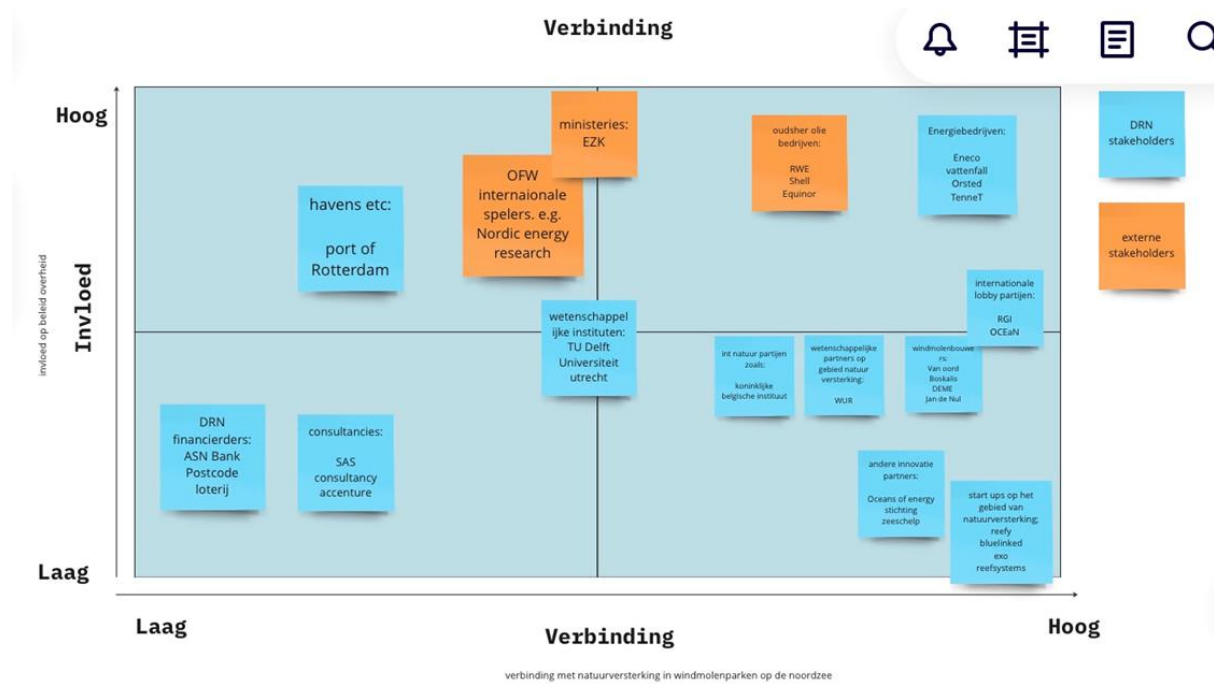 Verbinding
Hoog
Invloed
invloed op beleid overheid
Laag
ministeries:
EZK
OFW
internaionale
spelers. e.g.
Nordic energy
research
havens etc:
port of
Rotterdam
oudsher olie
bedrijven:
RWE
Shell
Equinor
Energiebedrijven:
Eneco
vattenfall
Orsted
TenneT
DRN
stakeholders
externe
stakeholders
internationale
lobby partijen:
RGI
OCEaN
wetenschappel
ijke instituten:
TU Delft
Universiteit
utrecht
int natuur partijen
zoals:
koninklijke
belgische instituut
wetenschappelijke
partners op
gebied natuur
versterking:
WUR
windmolenbouwe
rs:
Van oord
Boskalis
DEME
Jan de Nul
DRN
financierders:
ASN Bank
Postcode
loterij
consultancies:
SAS
consultancy
accenture
andere innovatie
partners:
Oceans of energy
stichting
zeeschelp
start ups op het
gebied van
natuurversterking;
reefy
bluelinked
exo
reefsystems
Laag
Verbinding
Hoog
verbinding met natuurversterking in windmolenparken op de noordzee